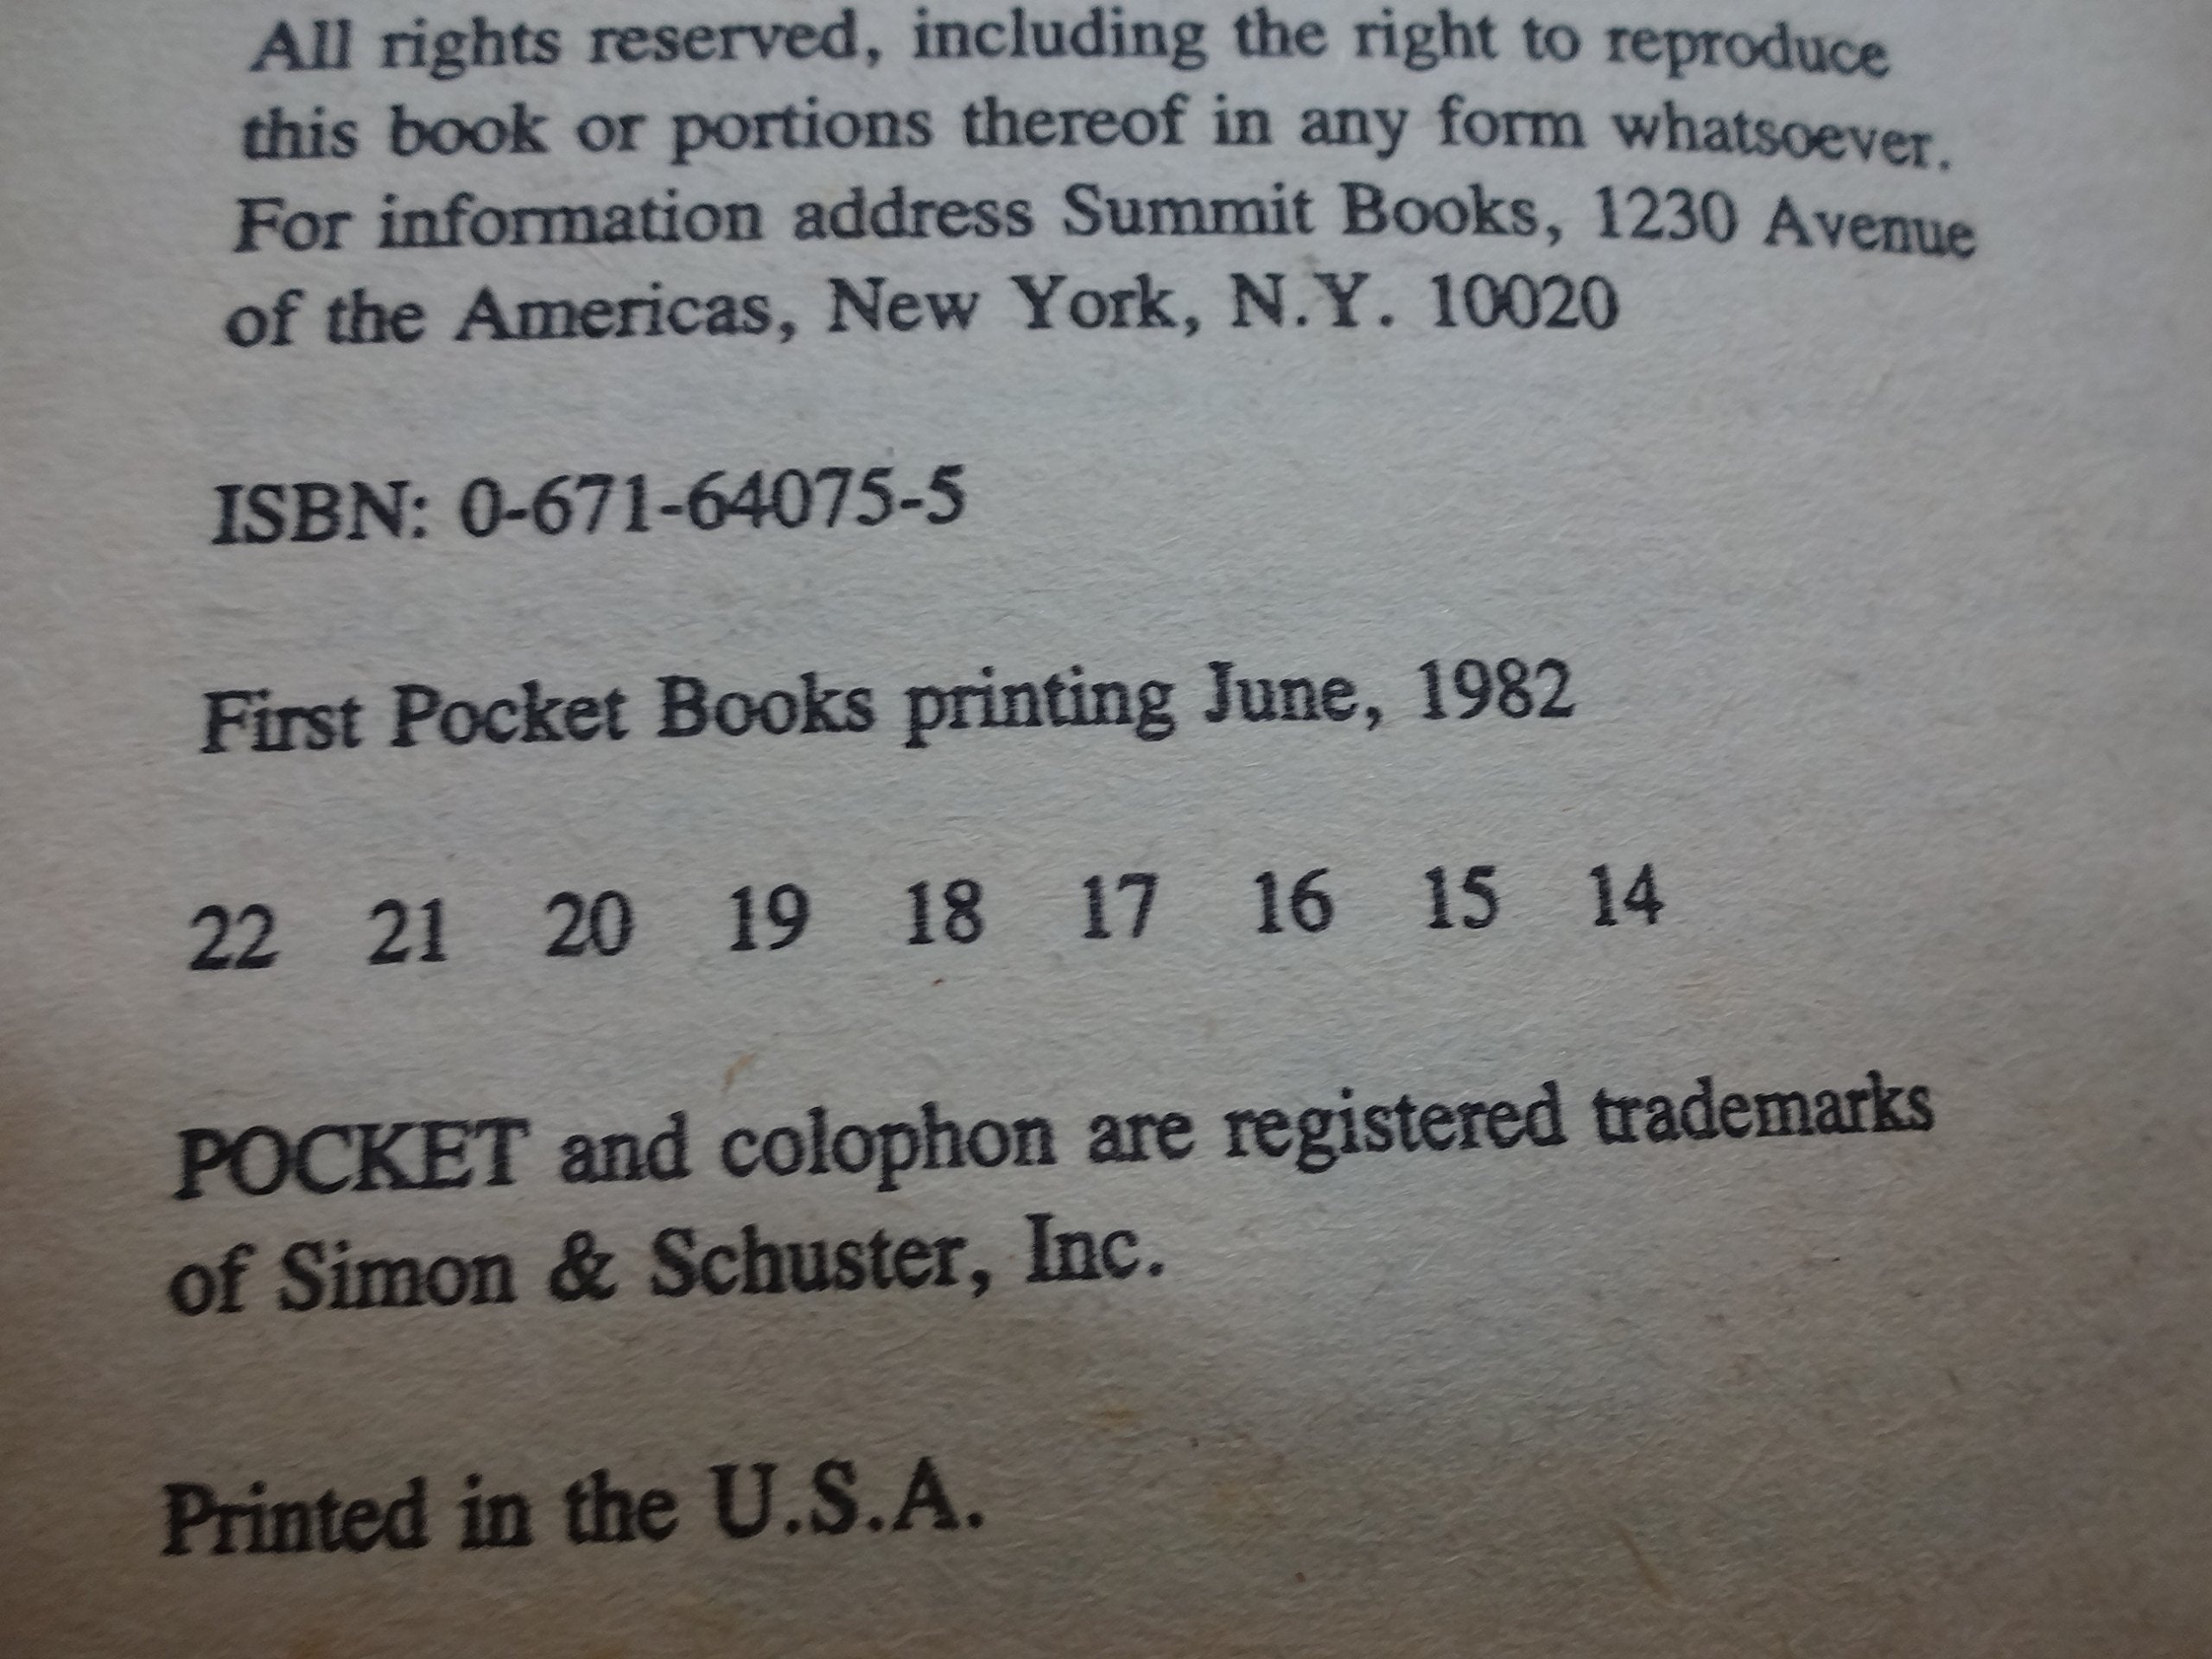 All rights reserved, including the right to reproduce
this book or portions thereof in any form whatsoever.
For information address Summit Books, 1230 Avenue
of the Americas, New York, N.Y. 10020
ISBN: 0-671-64075-5
First Pocket Books printing June, 1982
22 21 20 19 18 17 16 15 14
POCKET and colophon are registered trademarks
of Simon & Schuster, Inc.
Printed in the U.S.A.